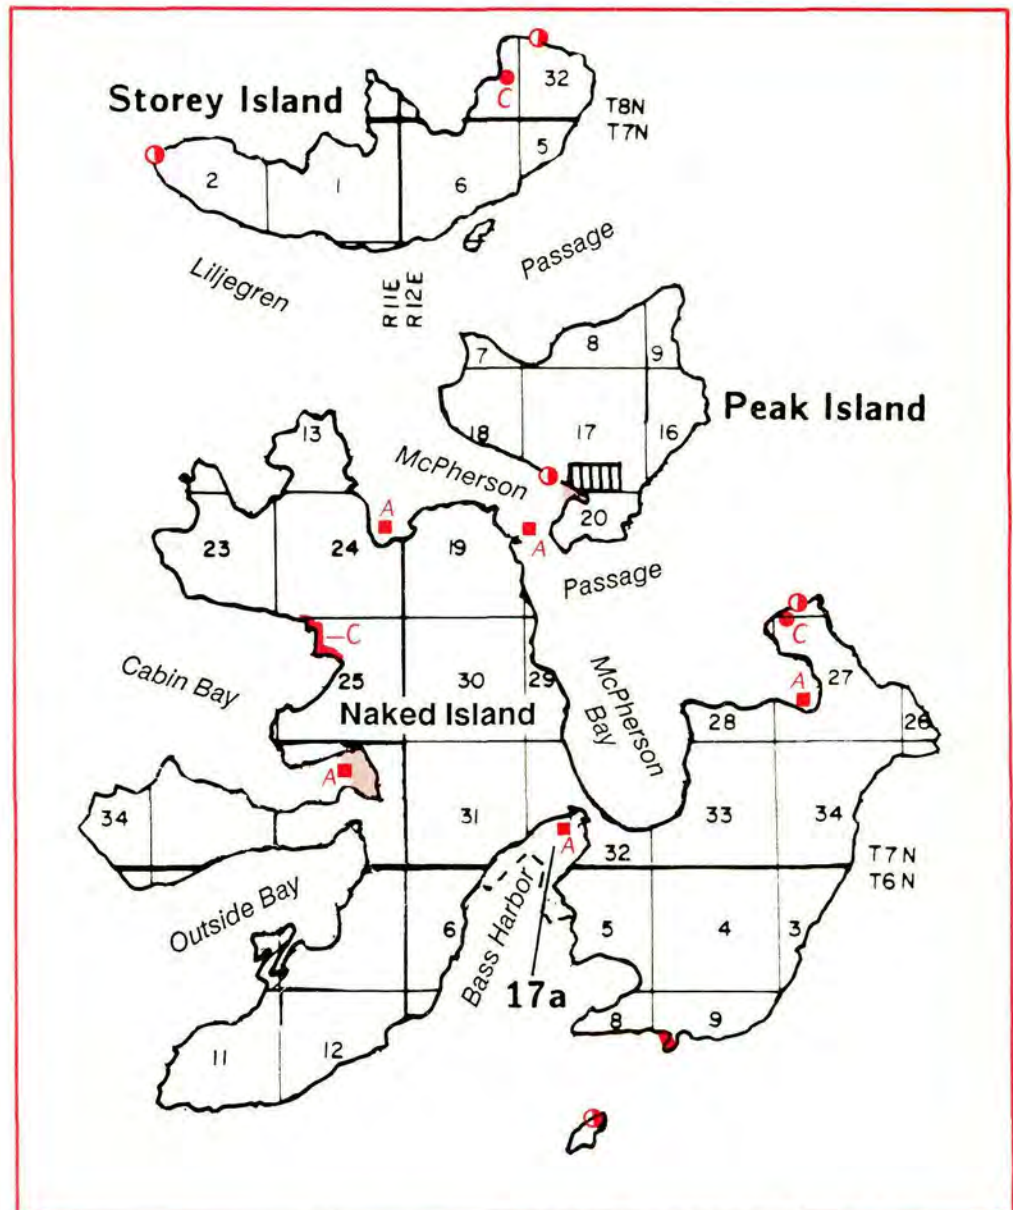 Storey Island
32
C
T8N
T7N
5
2
1
6
Liljegren
Passage
R11E
R12E
7
8
9
Peak Island
18
17
16
13
McPherson
20
A
A
23
24
19
Passage
C
C
Cabin Bay
25
30
29
McPherson
Bay
27
A
28
26
Naked Island
A
34
31
A
32
33
34
T7N
T6N
Outside Bay
6
Bass Harbor
5
4
3
17a
8
9
11
12